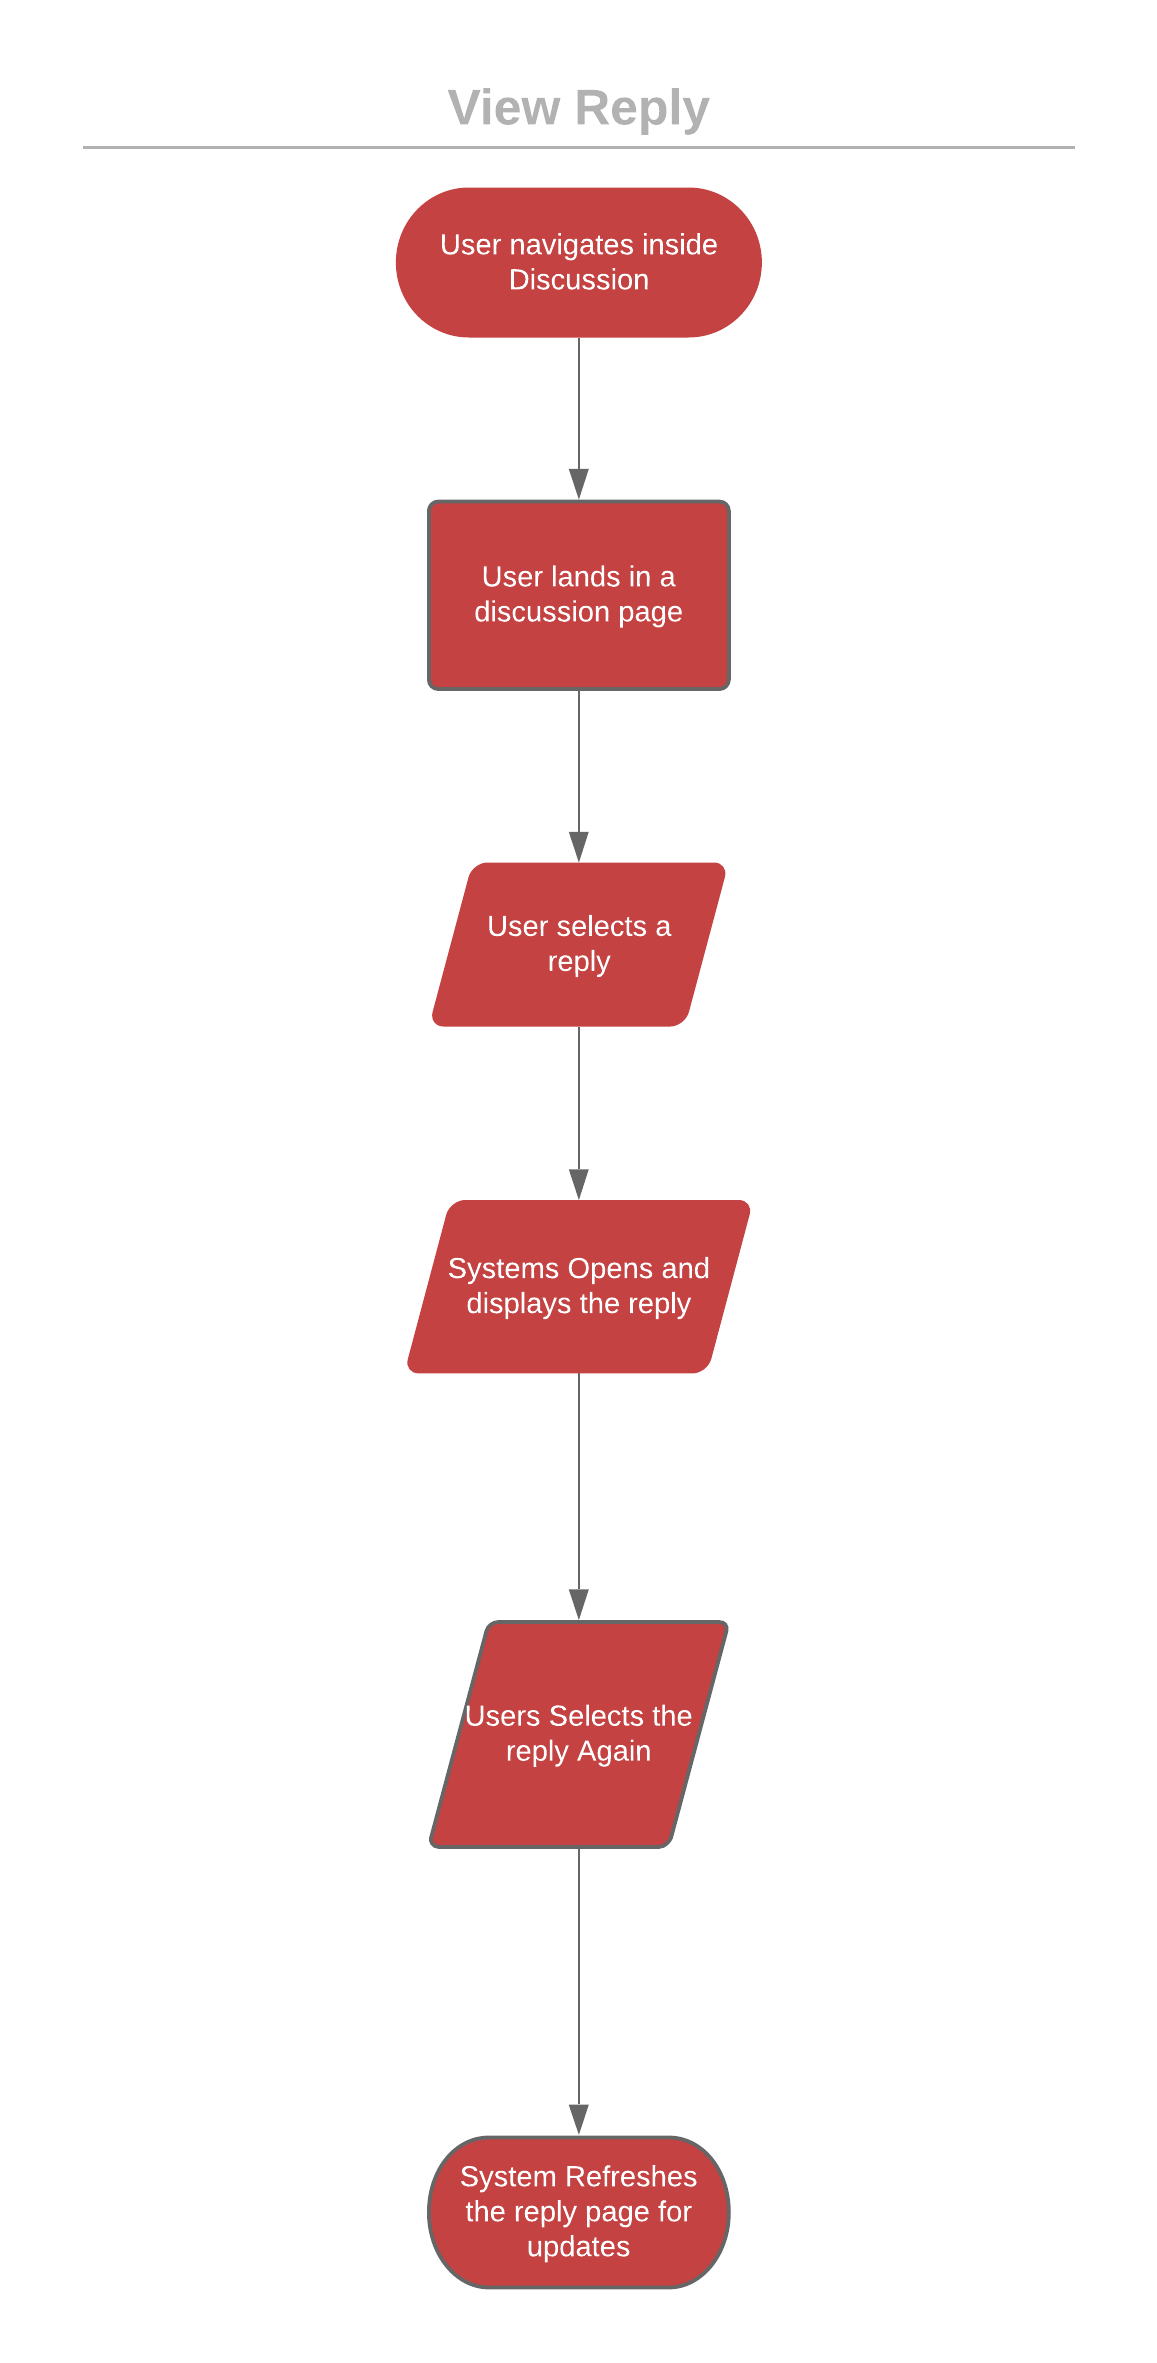 View Reply
User navigates inside
Discussion
User lands in a
discussion page
User selects a
reply
Systems Opens and
displays the reply
Users Selects the
reply Again
System Refreshes
the reply page for
updates